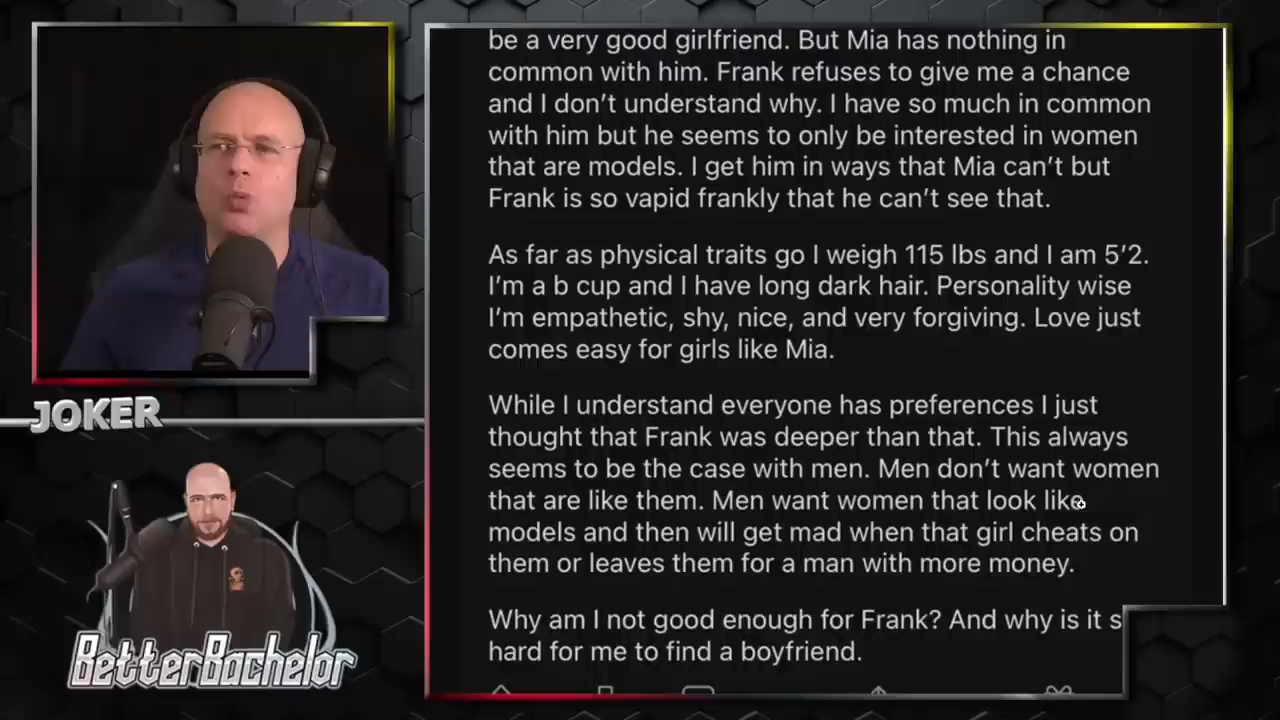 be a very good girlfriend. But Mia has nothing in
common with him. Frank refuses to give me a chance
and I don’t understand why. I have so much in common
with him but he seems to only be interested in women
that are models. I get him in ways that Mia can’t but
Frank is so vapid frankly that he can’t see that.
As far as physical traits go I weigh 115 lbs and I am 5’2.
I’m a b cup and I have long dark hair. Personality wise
I’m empathetic, shy, nice, and very forgiving. Love just
comes easy for girls like Mia.
While I understand everyone has preferences I just
thought that Frank was deeper than that. This always
seems to be the case with men. Men don’t want women
that are like them. Men want women that look like
models and then will get mad when that girl cheats on
them or leaves them for a man with more money.
Why am I not good enough for Frank? And why is it s
hard for me to find a boyfriend.
JOKER
BetterBachelor